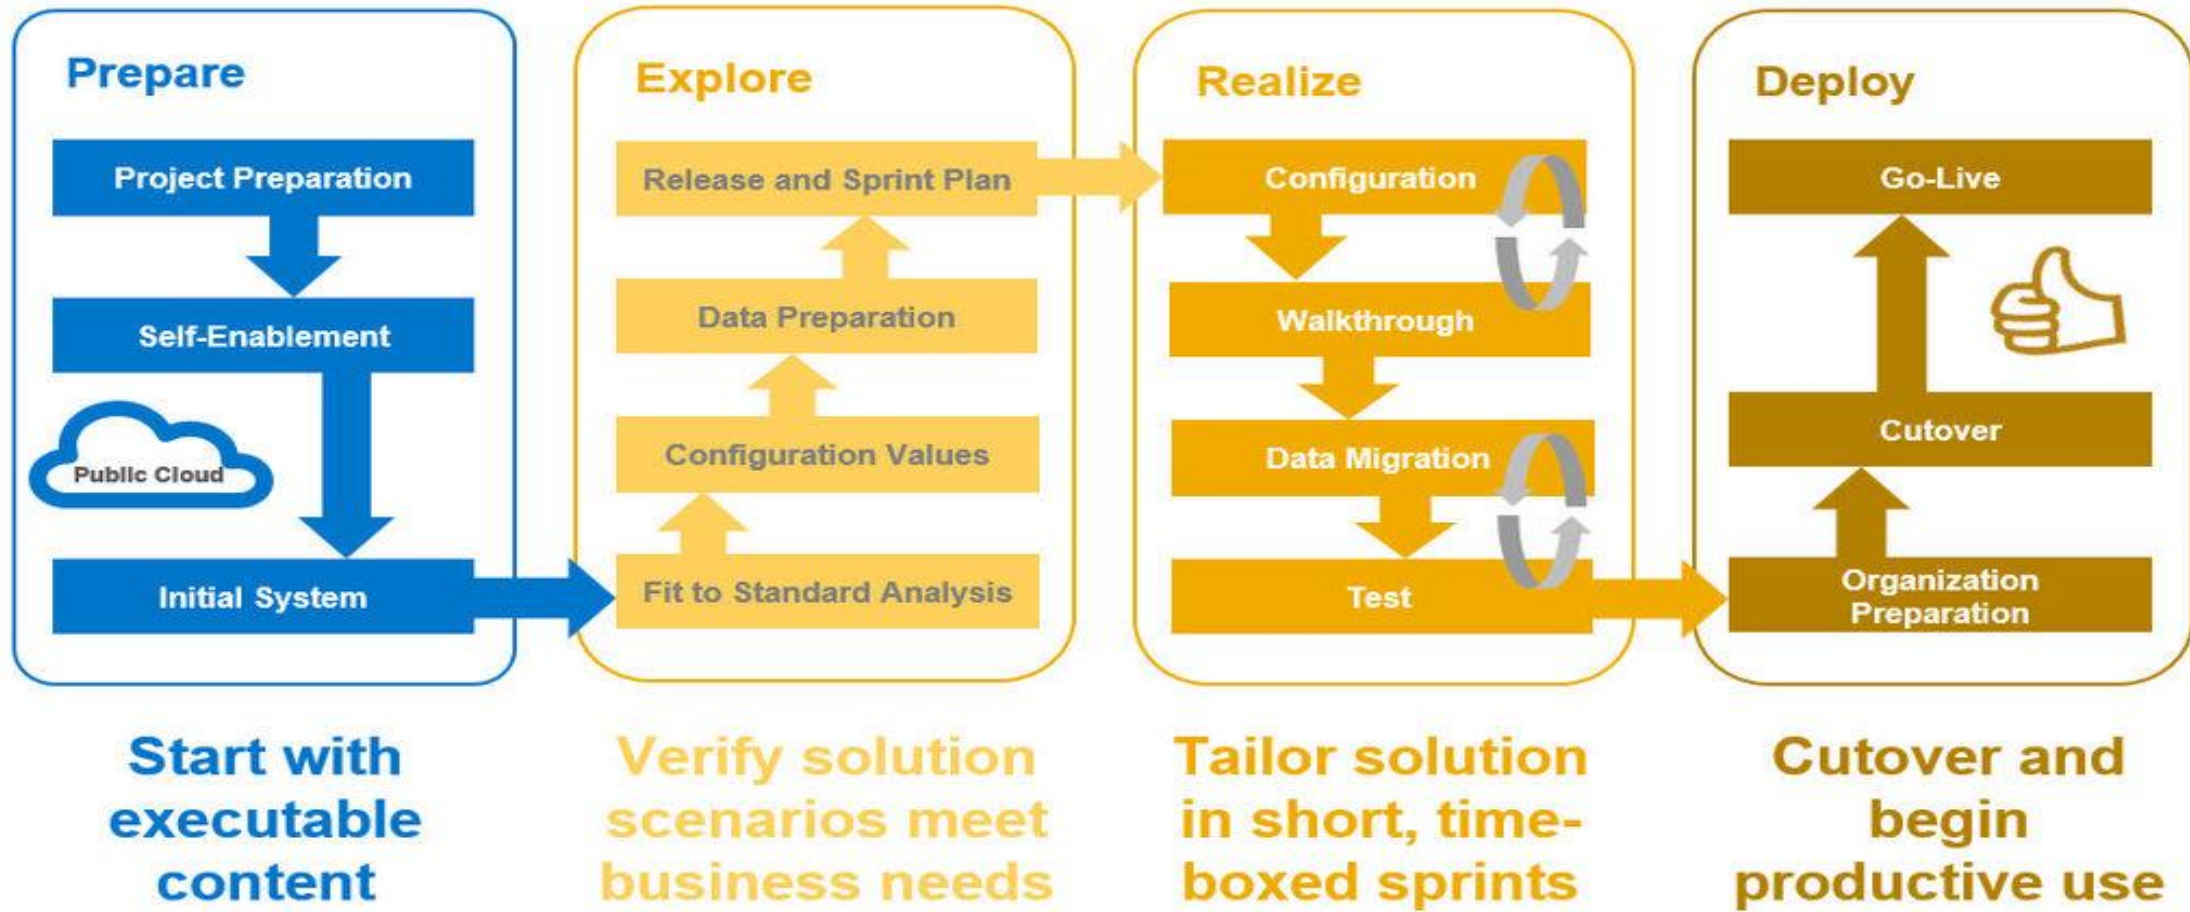 Prepare
Project Preparation
Self-Enablement
Public Cloud
Initial System
Start with
executable
content
Explore
Release and Sprint Plan
Data Preparation
Configuration Values
Fit to Standard Analysis
Verify solution
scenarios meet
business needs
Realize
Configuration
Walkthrough
Data Migration
Test
Tailor solution
in short, time-
boxed sprints
Deploy
Go-Live
Cutover
Organization
Preparation
Cutover and
begin
productive use